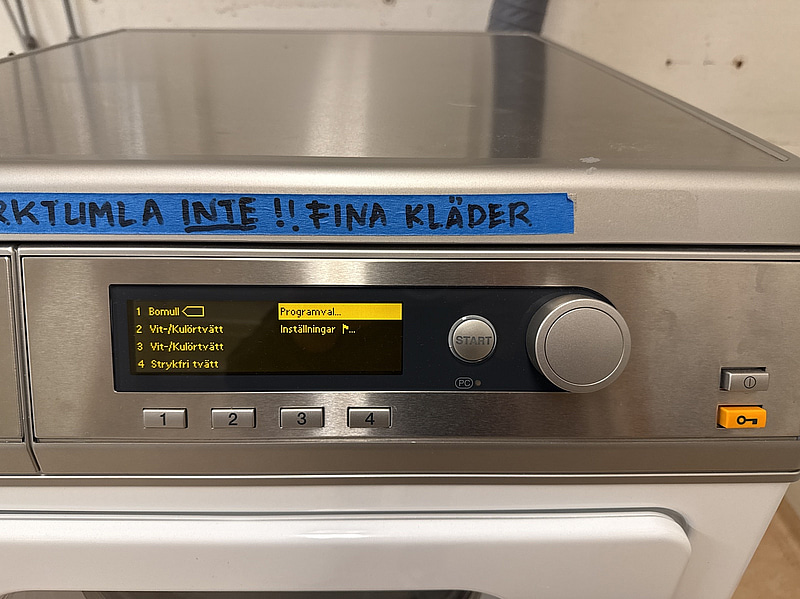 RKTUMLA INTE !! FINA KLÄDER
1 Bomull
2 Vit-/Kulörtvätt
3 Vit-/Kulörtvätt
4 Strykfri tvätt
Programval...
Inställningar ...
START
PC
1 2 3 4